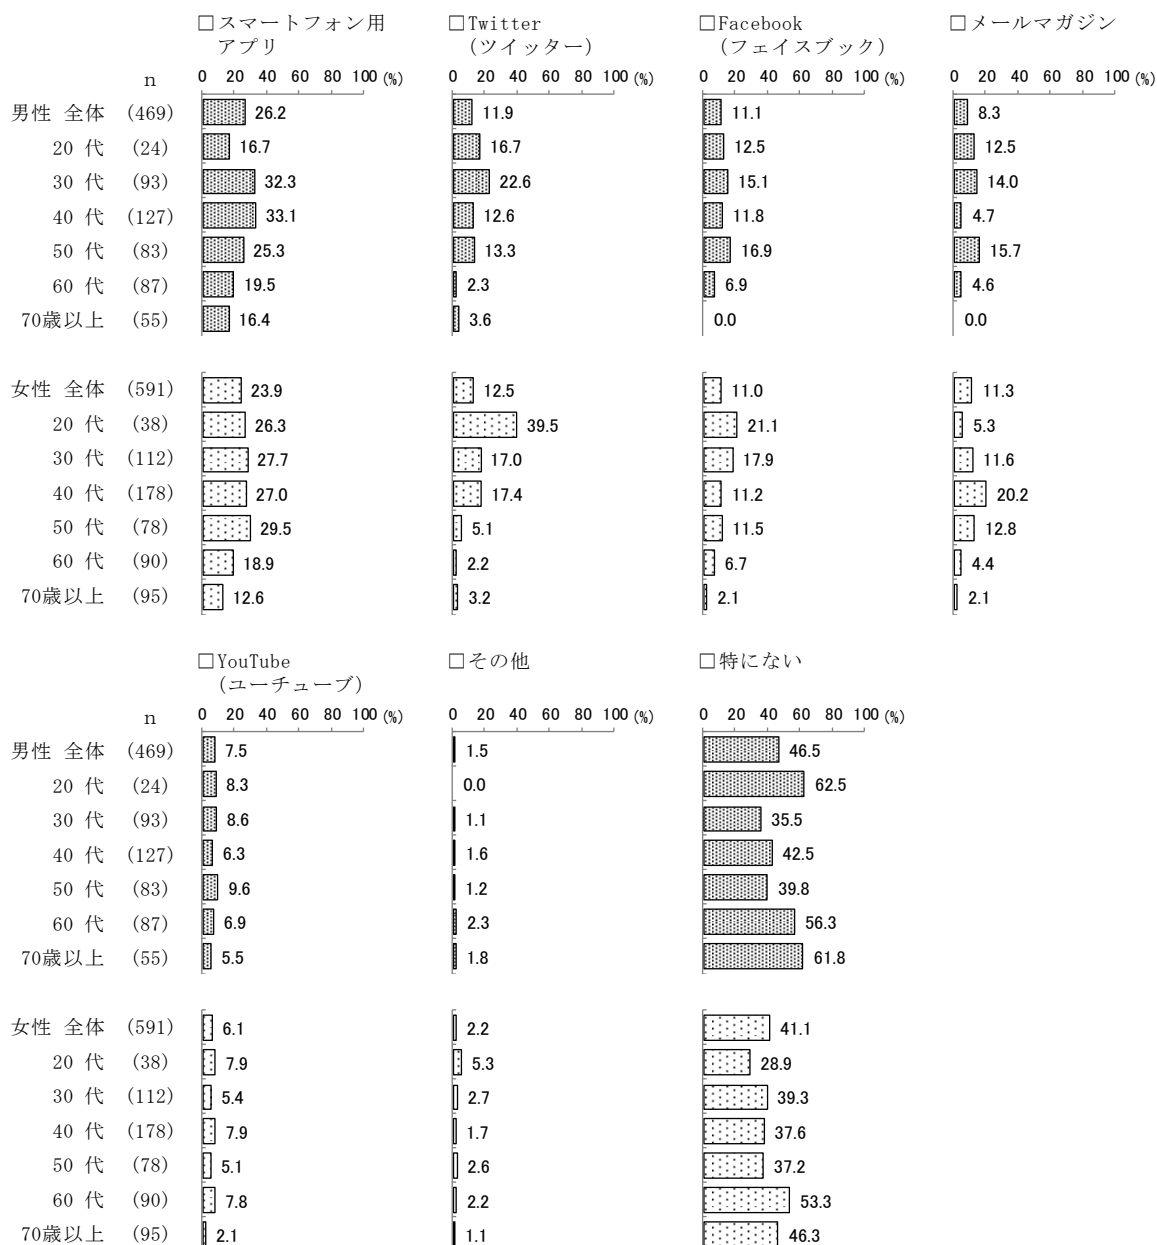 □スマートフォン用 □Twitter □Facebook □メールマガジン
アプリ （ツイッター） （フェイスブック）
n 0 20 40 60 80 100 (%) 0 20 40 60 80 100 (%) 0 20 40 60 80 100 (%) 0 20 40 60 80 100 (%)
男性 全体 (469) 26.2 11.9 11.1 8.3
20 代 (24) 16.7 16.7 12.5 12.5
30 代 (93) 32.3 22.6 15.1 14.0
40 代 (127) 33.1 12.6 11.8 4.7
50 代 (83) 25.3 13.3 16.9 15.7
60 代 (87) 19.5 2.3 6.9 4.6
70歳以上 (55) 16.4 3.6 0.0 0.0
女性 全体 (591) 23.9 12.5 11.0 11.3
20 代 (38) 26.3 39.5 21.1 5.3
30 代 (112) 27.7 17.0 17.9 11.6
40 代 (178) 27.0 17.4 11.2 20.2
50 代 (78) 29.5 5.1 11.5 12.8
60 代 (90) 18.9 2.2 6.7 4.4
70歳以上 (95) 12.6 3.2 2.1 2.1
□YouTube □その他 □特にない
（ユーチューブ）
n 0 20 40 60 80 100 (%) 0 20 40 60 80 100 (%) 0 20 40 60 80 100 (%)
男性 全体 (469) 7.5 1.5 46.5
20 代 (24) 8.3 0.0 62.5
30 代 (93) 8.6 1.1 35.5
40 代 (127) 6.3 1.6 42.5
50 代 (83) 9.6 1.2 39.8
60 代 (87) 6.9 2.3 56.3
70歳以上 (55) 5.5 1.8 61.8
女性 全体 (591) 6.1 2.2 41.1
20 代 (38) 7.9 5.3 28.9
30 代 (112) 5.4 2.7 39.3
40 代 (178) 7.9 1.7 37.6
50 代 (78) 5.1 2.6 37.2
60 代 (90) 7.8 2.2 53.3
70歳以上 (95) 2.1 1.1 46.3